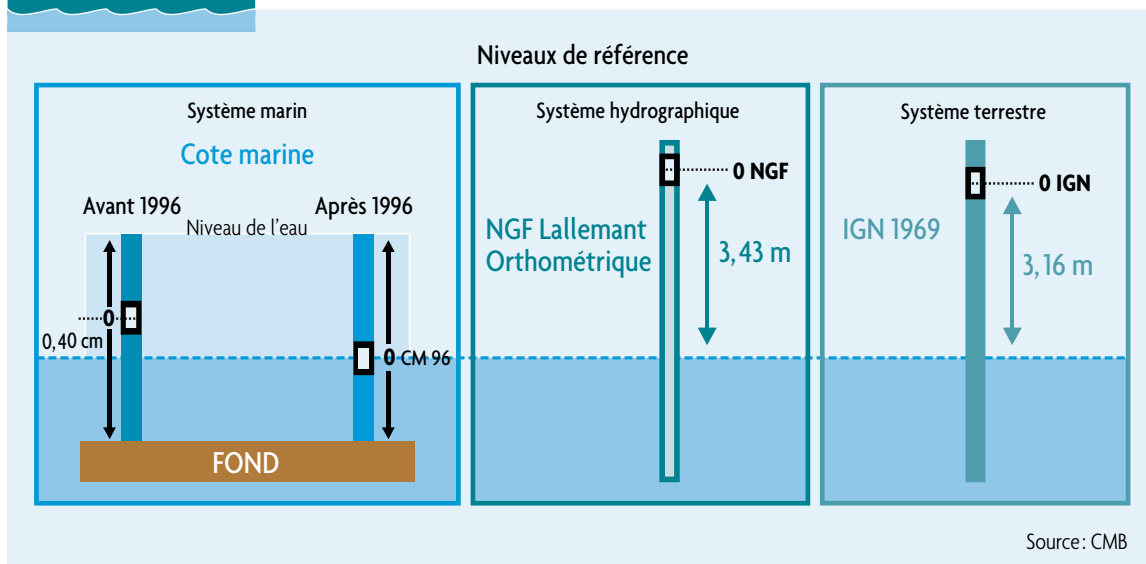 Niveaux de référence
Système marin
Cote marine
Avant 1996
Après 1996
Niveau de l'eau
0
0,40 cm
0 CM 96
FOND
Système hydrographique
0 NGF
NGF Lallemant
Orthométrique
3,43 m
Système terrestre
0 IGN
IGN 1969
3,16 m
Source : CMB